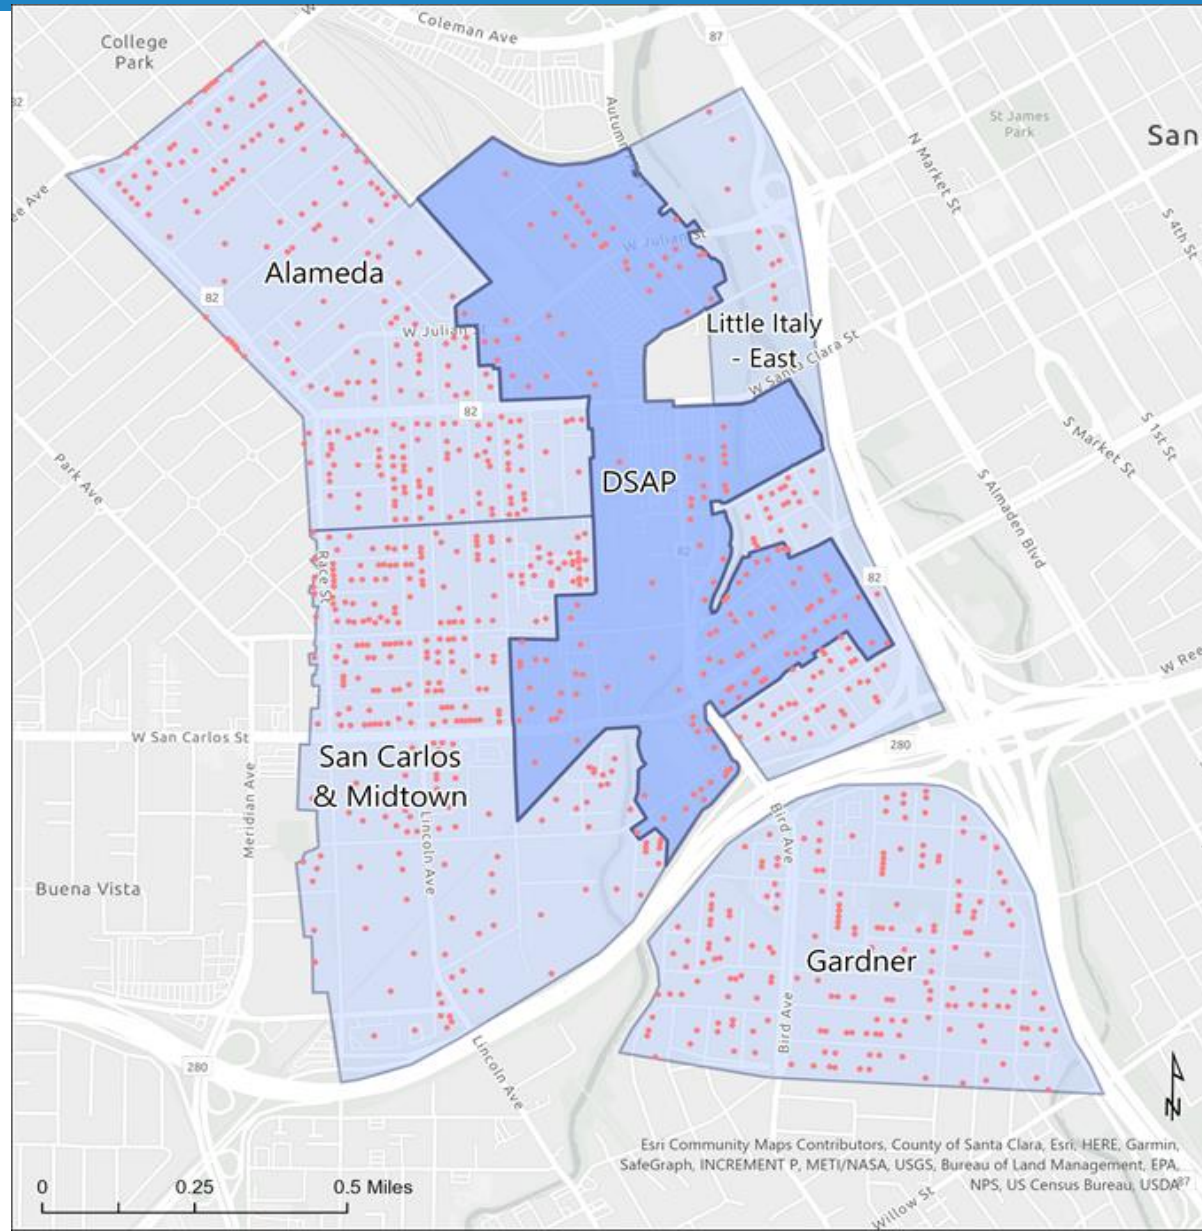 Coleman Ave
College
Park
87
82
Autumn
St James
Park
N Market St
San
S 4th St
ee Ave
W Julian St
Alameda
82
W Julian
Little Italy
- East
W Santa Clara St
82
S 1st St
S Market St
Park Ave
DSAP
S Almaden Blvd
82
82
Race St
W Ree
W San Carlos St
280
San Carlos
& Midtown
Meridian Ave
Lincoln Ave
Bird Ave
Buena Vista
Gardner
Bird Ave
Lincoln Ave
280
N
Esri Community Maps Contributors, County of Santa Clara, Esri, HERE, Garmin,
SafeGraph, INCREMENT P, METI/NASA, USGS, Bureau of Land Management, EPA,
NPS, US Census Bureau, USDA
87
0 0.25 0.5 Miles
Willow St